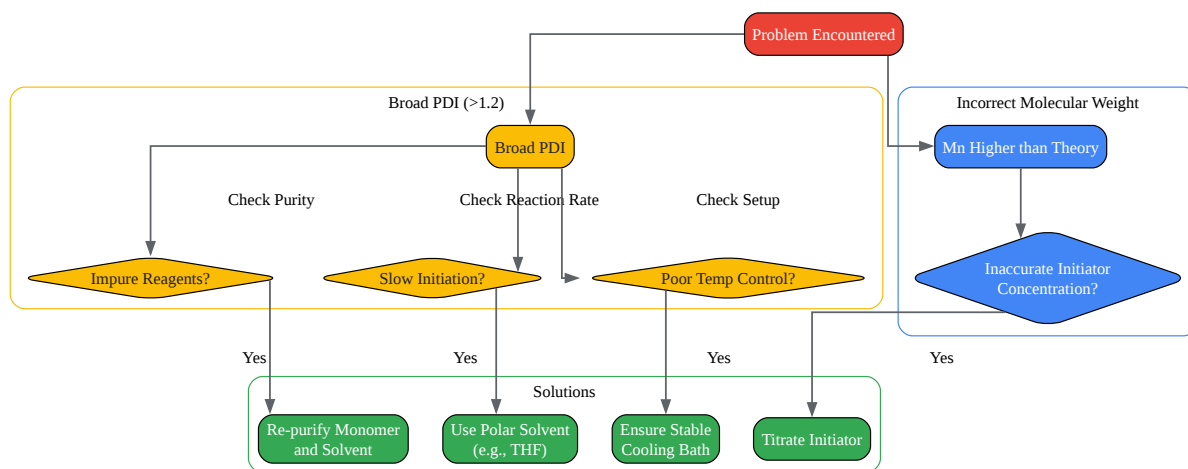 Problem Encountered
Broad PDI (>1.2)
Incorrect Molecular Weight
Broad PDI
Mn Higher than Theory
Check Purity
Check Reaction Rate
Check Setup
Impure Reagents?
Slow Initiation?
Poor Temp Control?
Inaccurate Initiator
Concentration?
Yes
Yes
Yes
Yes
Solutions
Re-purify Monomer
and Solvent
Use Polar Solvent
(e.g., THF)
Ensure Stable
Cooling Bath
Titrate Initiator